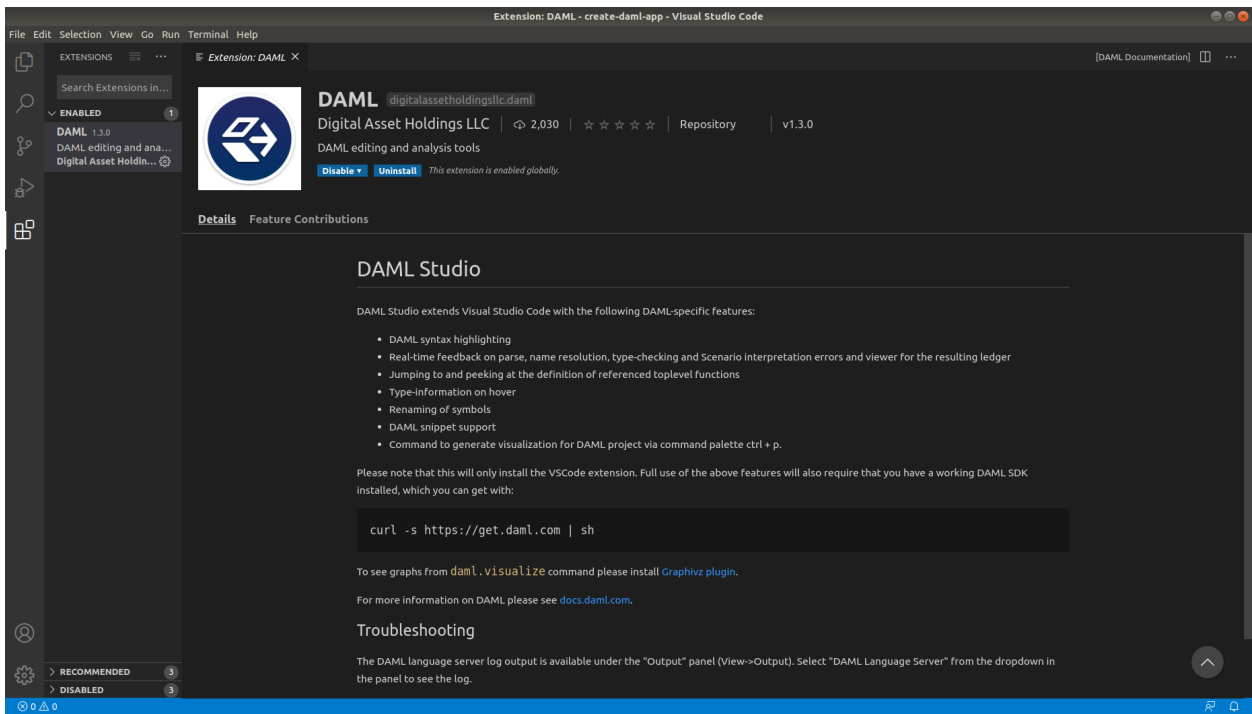 Extension: DAML - create-daml-app - Visual Studio Code
File Edit Selection View Go Run Terminal Help
EXTENSIONS
Extension: DAML
[DAML Documentation]
Search Extensions in...
ENABLED 1
DAML 1.3.0
DAML editing and ana...
Digital Asset Holdin...
DAML digitalassetholdingsllc.daml
Digital Asset Holdings LLC 2,030 Repository v1.3.0
DAML editing and analysis tools
Disable Uninstall This extension is enabled globally.
Details Feature Contributions
DAML Studio
DAML Studio extends Visual Studio Code with the following DAML-specific features:
• DAML syntax highlighting
• Real-time feedback on parse, name resolution, type-checking and Scenario interpretation errors and viewer for the resulting ledger
• Jumping to and peeking at the definition of referenced toplevel functions
• Type-information on hover
• Renaming of symbols
• DAML snippet support
• Command to generate visualization for DAML project via command palette ctrl + p.
Please note that this will only install the VSCode extension. Full use of the above features will also require that you have a working DAML SDK
installed, which you can get with:
curl -s https://get.daml.com | sh
To see graphs from daml.visualize command please install Graphivz plugin.
For more information on DAML please see docs.daml.com.
Troubleshooting
The DAML language server log output is available under the "Output" panel (View->Output). Select "DAML Language Server" from the dropdown in
the panel to see the log.
RECOMMENDED 3
DISABLED 3
0 0